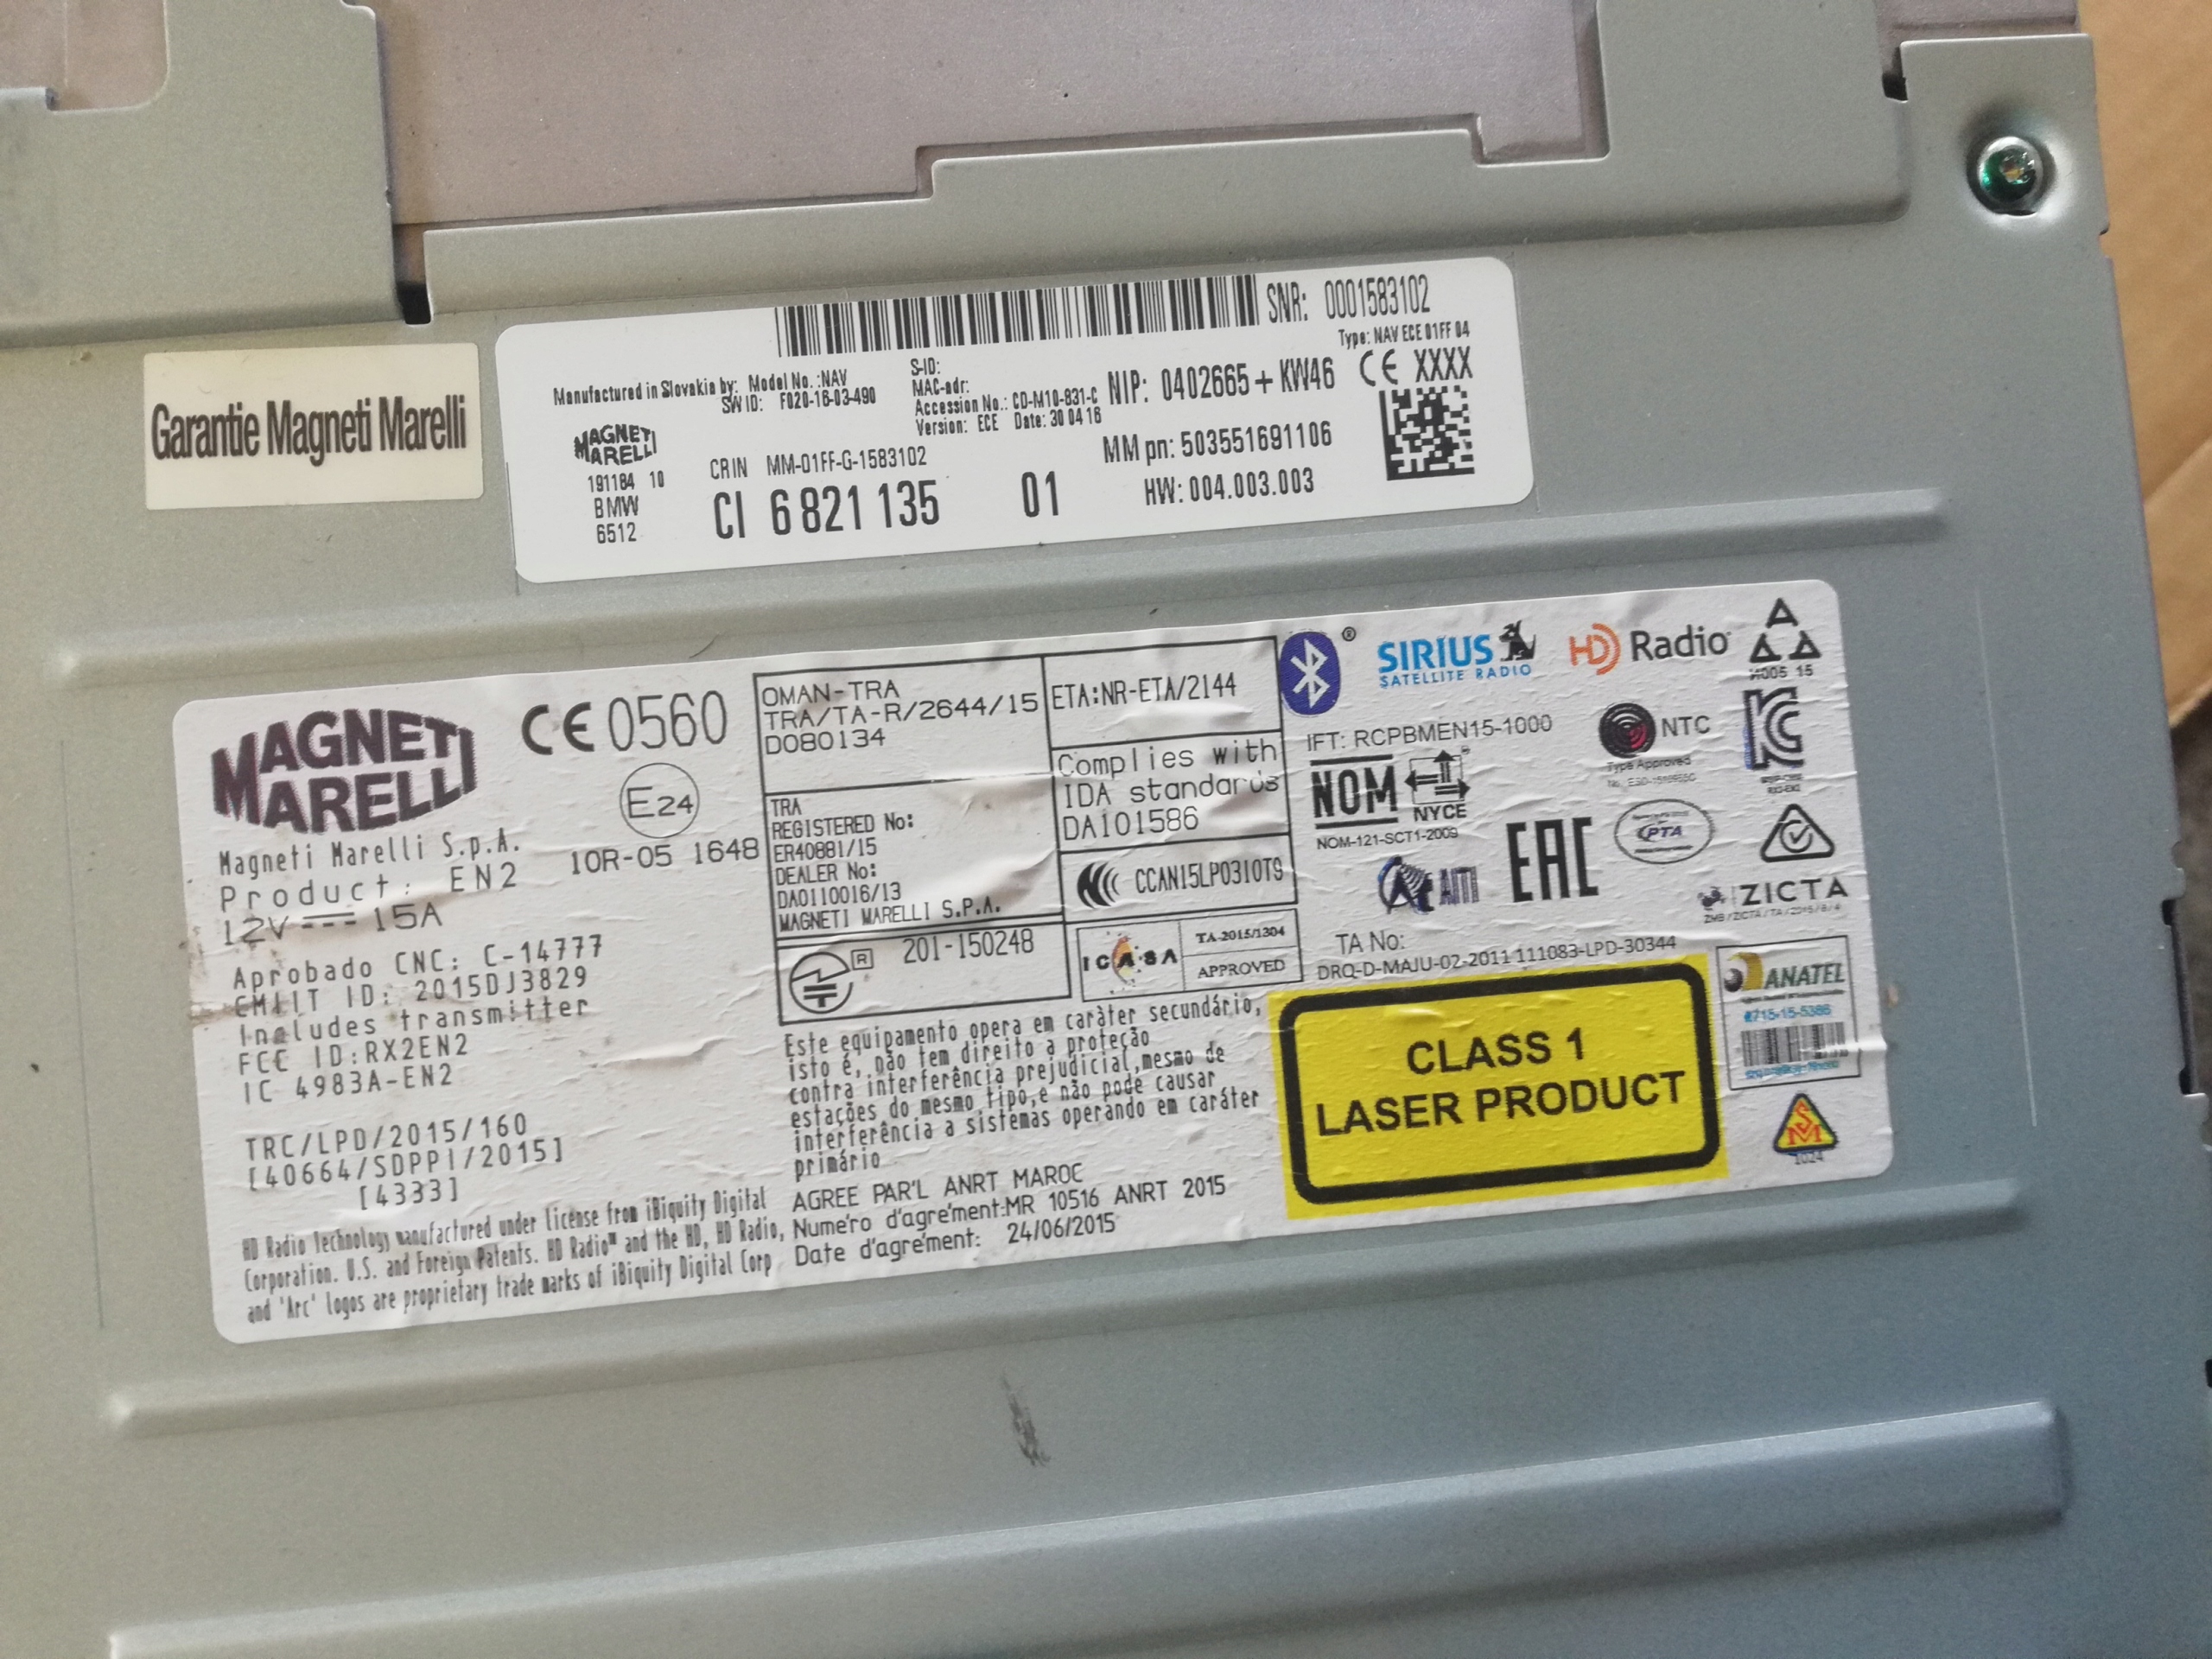 Garantie Magneti Marelli
SNR: 0001583102
Type: NAV ECE 01FF 04
Manufactured in Slovakia by: Model No.: NAV
SW ID: F020-16-03-490
S-ID:
MAC-adr:
Accession No.: CD-M10-831-C
Version: ECE Date: 30 04 16
NIP: 0402665 + KW46
CE XXXX
MAGNETI
MARELLI
191184 10
BMW
6512
CRIN MM-01FF-G-1583102
CI 6 821 135 01
MM pn: 503551691106
HW: 004.003.003
MAGNETI
MARELLI
Magneti Marelli S.p.A.
Product: EN2
12V 15A
CE 0560
E24
10R-05 1648
Aprobado CNC: C-14777
CMIIT ID: 2015DJ3829
Includes transmitter
FCC ID:RX2EN2
IC 4983A-EN2
TRC/LPD/2015/160
[40664/SDPPI/2015]
[4333]
HD Radio Technology manufactured under license from iBiquity Digital
Corporation. U.S. and Foreign Patents. HD Radio™ and the HD, HD Radio,
and 'Arc' logos are proprietary trade marks of iBiquity Digital Corp
OMAN-TRA
TRA/TA-R/2644/15
D080134
TRA
REGISTERED No:
ER40881/15
DEALER No:
DA0110016/13
MAGNETI MARELLI S.P.A.
R 201-150248
ETA:NR-ETA/2144
Complies with
IDA standards
DA101586
CCAN15LP0310T9
ICASA
TA-2015/1304
APPROVED
Este equipamento opera em caràter secundário,
isto é, não tem direito a proteção
contra interferência prejudicial,mesmo de
estações do mesmo tipo,e não pode causar
interferência a sistemas operando em caráter
primário
AGREE PAR'L ANRT MAROC
Nume'ro d'agre'ment:MR 10516 ANRT 2015
Date d'agre'ment: 24/06/2015
®
SIRIUS
SATELLITE RADIO
HD Radio
15
IFT: RCPBMEN15-1000
NTC
Type Approved
NOM
NYCE
NOM-121-SCT1-2009
KC
PTA
AMI
EAC
ZICTA
TA No:
DRQ-D-MAJU-02-2011-111083-LPD-30344
ANATEL
CLASS 1
LASER PRODUCT
SM
1024